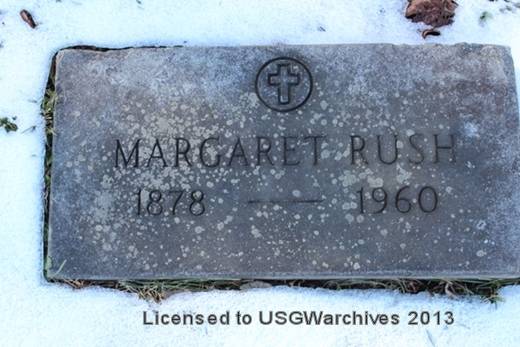 MARGARET RUSH
1878 — 1960
Licensed to USGWarchives 2013